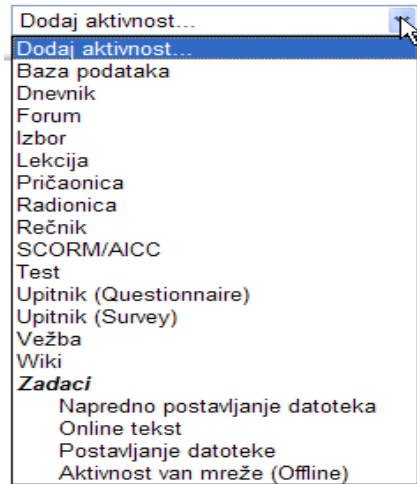 Dodaj aktivnost...
Dodaj aktivnost...
Baza podataka
Dnevnik
Forum
Izbor
Lekcija
Pričaonica
Radionica
Rečnik
SCORM/AICC
Test
Upitnik (Questionnaire)
Upitnik (Survey)
Vežba
Wiki
Zadaci
Napredno postavljanje datoteka
Online tekst
Postavljanje datoteke
Aktivnost van mreže (Offline)